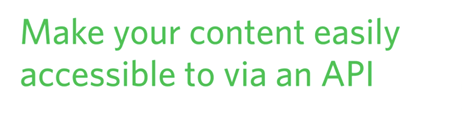 Make your content easily
accessible to via an API